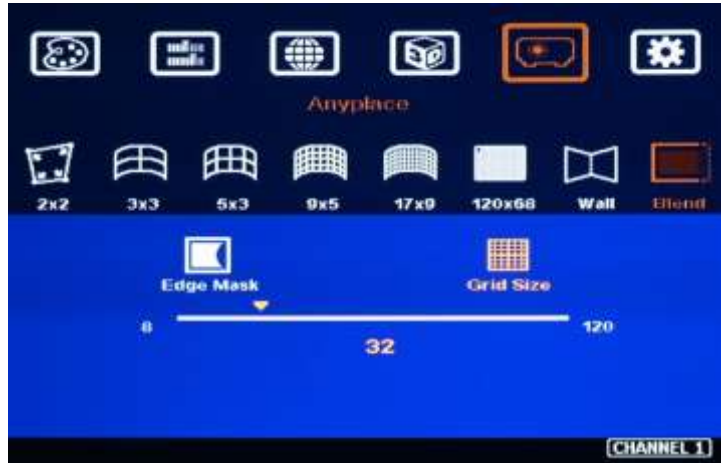 Anyplace
2x2 3x3 5x3 9x5 17x9 120x68 Wall Blend
Edge Mask Grid Size
8 120
32
CHANNEL 1